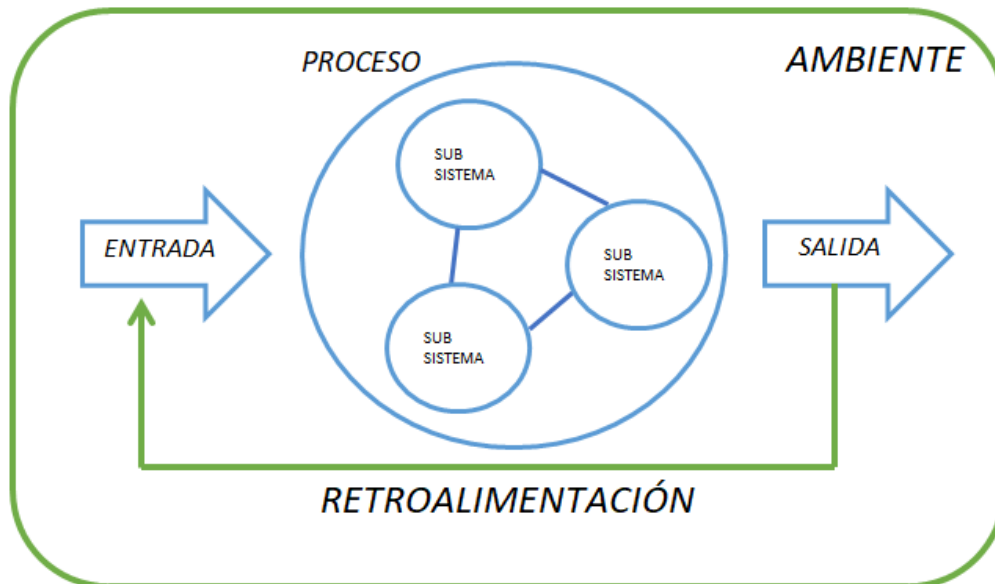 PROCESO
AMBIENTE
SUB
SISTEMA
ENTRADA
SUB
SISTEMA
SALIDA
SUB
SISTEMA
RETROALIMENTACIÓN